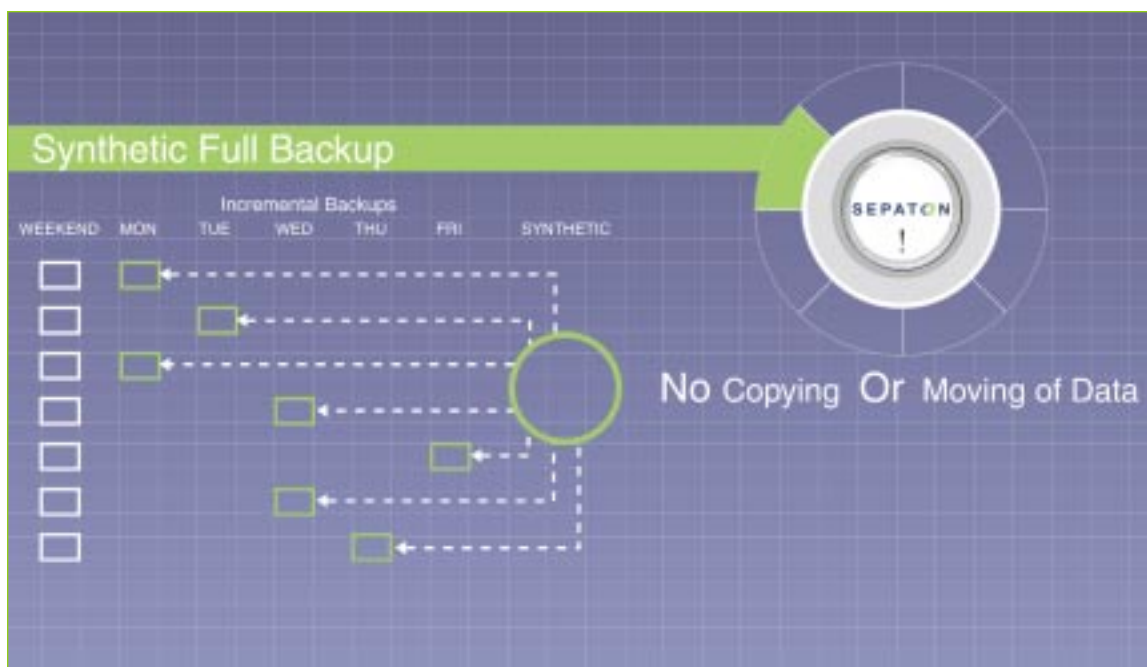 Synthetic Full Backup
Incremental Backups
WEEKEND MON TUE WED THU FRI SYNTHETIC
SEPATON
!
No Copying Or Moving of Data